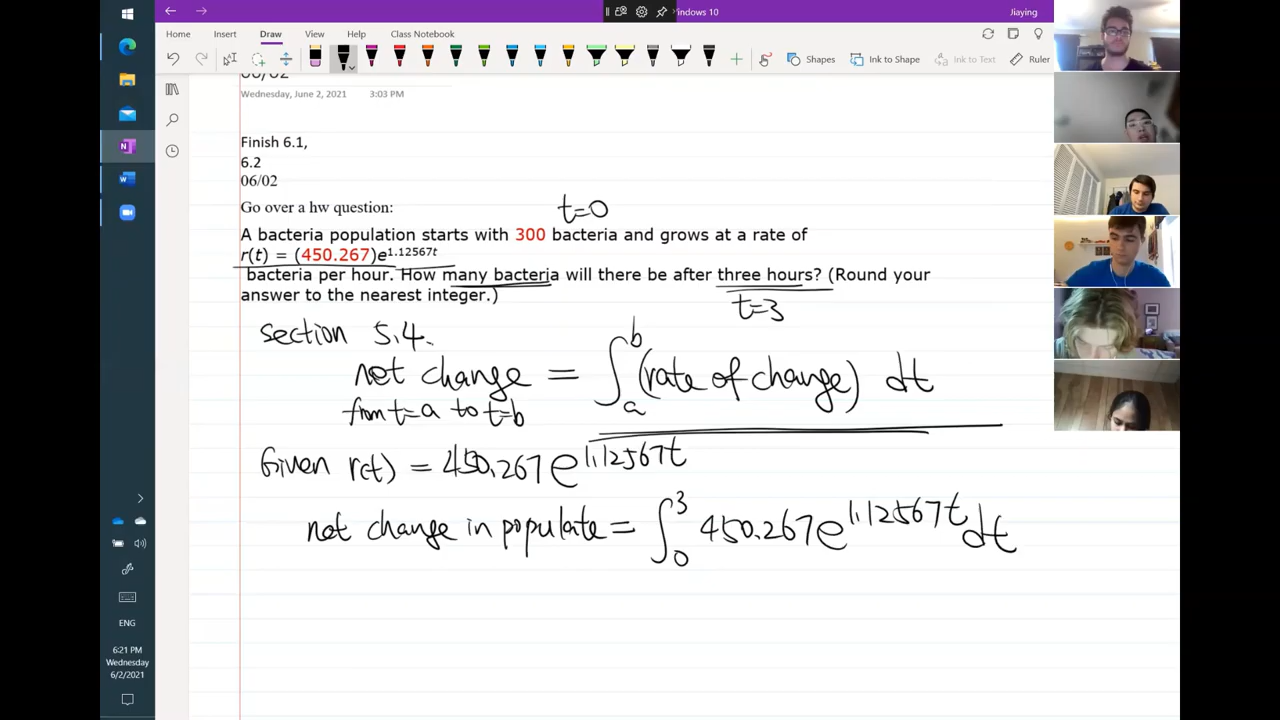 indows 10
Jiaying
Home Insert Draw View Help Class Notebook
Shapes Ink to Shape Ink to Text Ruler
06/02
Wednesday, June 2, 2021 3:03 PM
Finish 6.1,
6.2
06/02
Go over a hw question:
t=0
A bacteria population starts with 300 bacteria and grows at a rate of
r(t) = (450.267)e^1.12567t
bacteria per hour. How many bacteria will there be after three hours? (Round your
answer to the nearest integer.)
t=3
section 5.4.
net change = ∫_a^b (rate of change) dt
from t=a to t=b
Given r(t) = 450.267 e^1.12567t
net change in populate = ∫_0^3 450.267 e^1.12567t dt
ENG
6:21 PM
Wednesday
6/2/2021